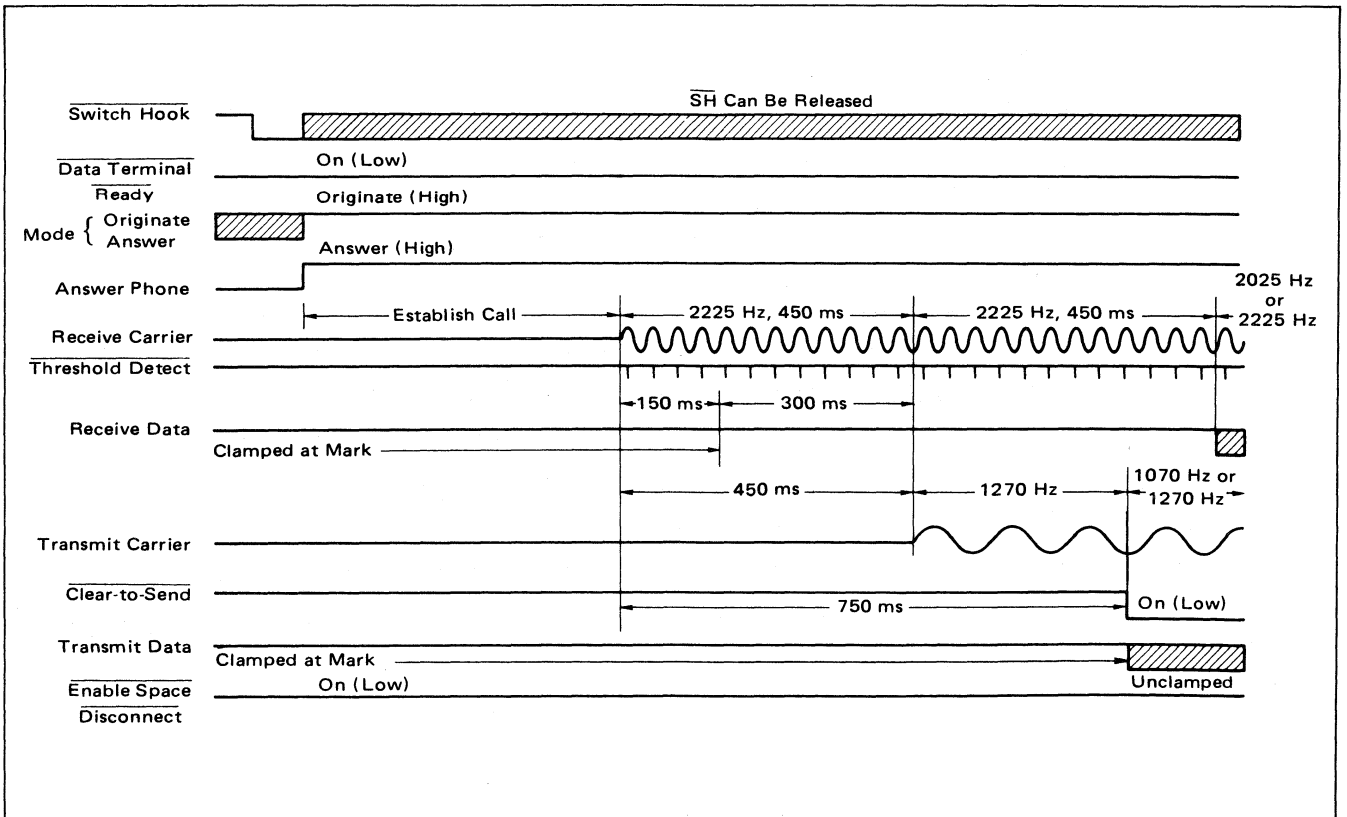 SH Can Be Released
Switch Hook
On (Low)
Data Terminal
Ready
Originate (High)
Mode { Originate
Answer
Answer (High)
Answer Phone
2025 Hz
or
2225 Hz
Establish Call
2225 Hz, 450 ms
2225 Hz, 450 ms
Receive Carrier
Threshold Detect
150 ms
300 ms
Receive Data
Clamped at Mark
450 ms
1270 Hz
1070 Hz or
1270 Hz
Transmit Carrier
Clear-to-Send
750 ms
On (Low)
Transmit Data
Clamped at Mark
Unclamped
Enable Space
Disconnect
On (Low)